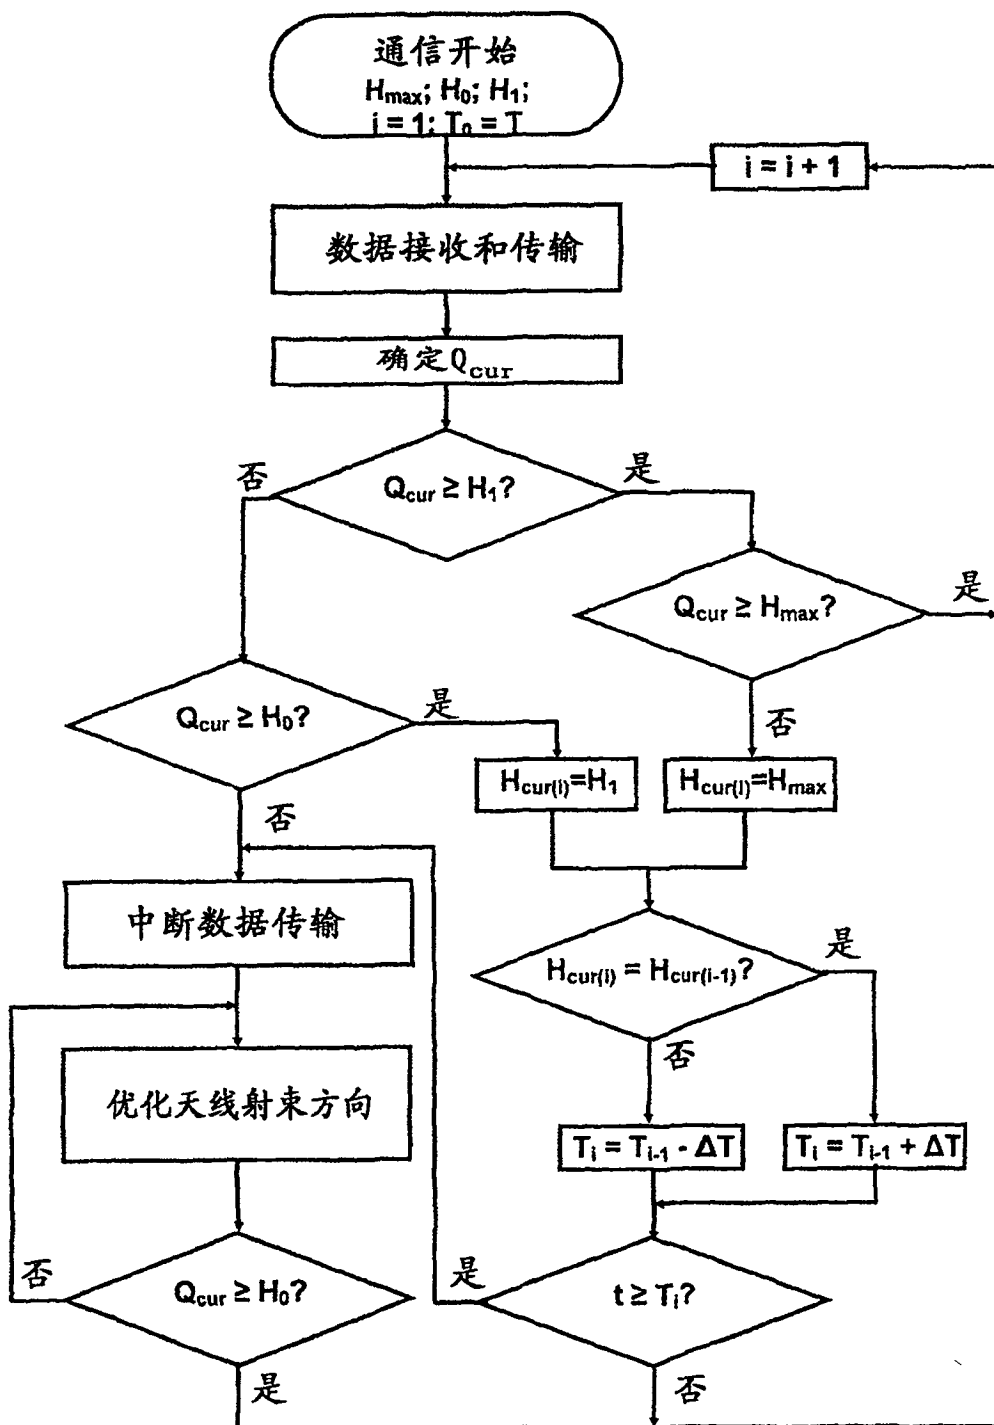 通信开始
Hmax; H0; H1;
i = 1; T0 = T
i = i + 1
数据接收和传输
确定Qcur
Qcur ≥ H1?
否
是
Qcur ≥ Hmax?
是
否
Qcur ≥ H0?
是
否
Hcur(i)=H1
Hcur(i)=Hmax
中断数据传输
Hcur(i) = Hcur(i-1)?
是
否
优化天线射束方向
Ti = Ti-1 - ΔT
Ti = Ti-1 + ΔT
Qcur ≥ H0?
否
是
t ≥ Ti?
是
否